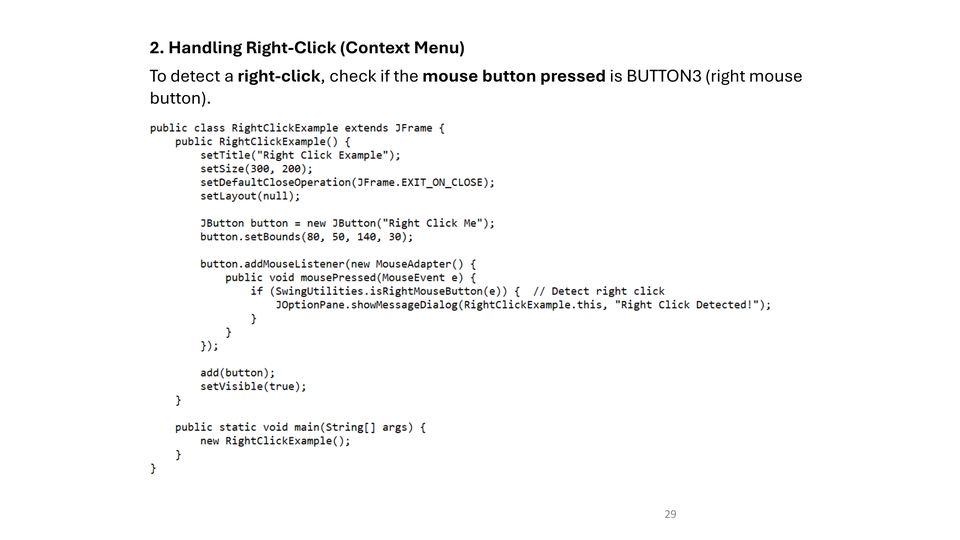 2. Handling Right-Click (Context Menu)
To detect a right-click, check if the mouse button pressed is BUTTON3 (right mouse
button).
public class RightClickExample extends JFrame {
    public RightClickExample() {
        setTitle("Right Click Example");
        setSize(300, 200);
        setDefaultCloseOperation(JFrame.EXIT_ON_CLOSE);
        setLayout(null);

        JButton button = new JButton("Right Click Me");
        button.setBounds(80, 50, 140, 30);

        button.addMouseListener(new MouseAdapter() {
            public void mousePressed(MouseEvent e) {
                if (SwingUtilities.isRightMouseButton(e)) {  // Detect right click
                    JOptionPane.showMessageDialog(RightClickExample.this, "Right Click Detected!");
                }
            }
        });

        add(button);
        setVisible(true);
    }

    public static void main(String[] args) {
        new RightClickExample();
    }
}
29